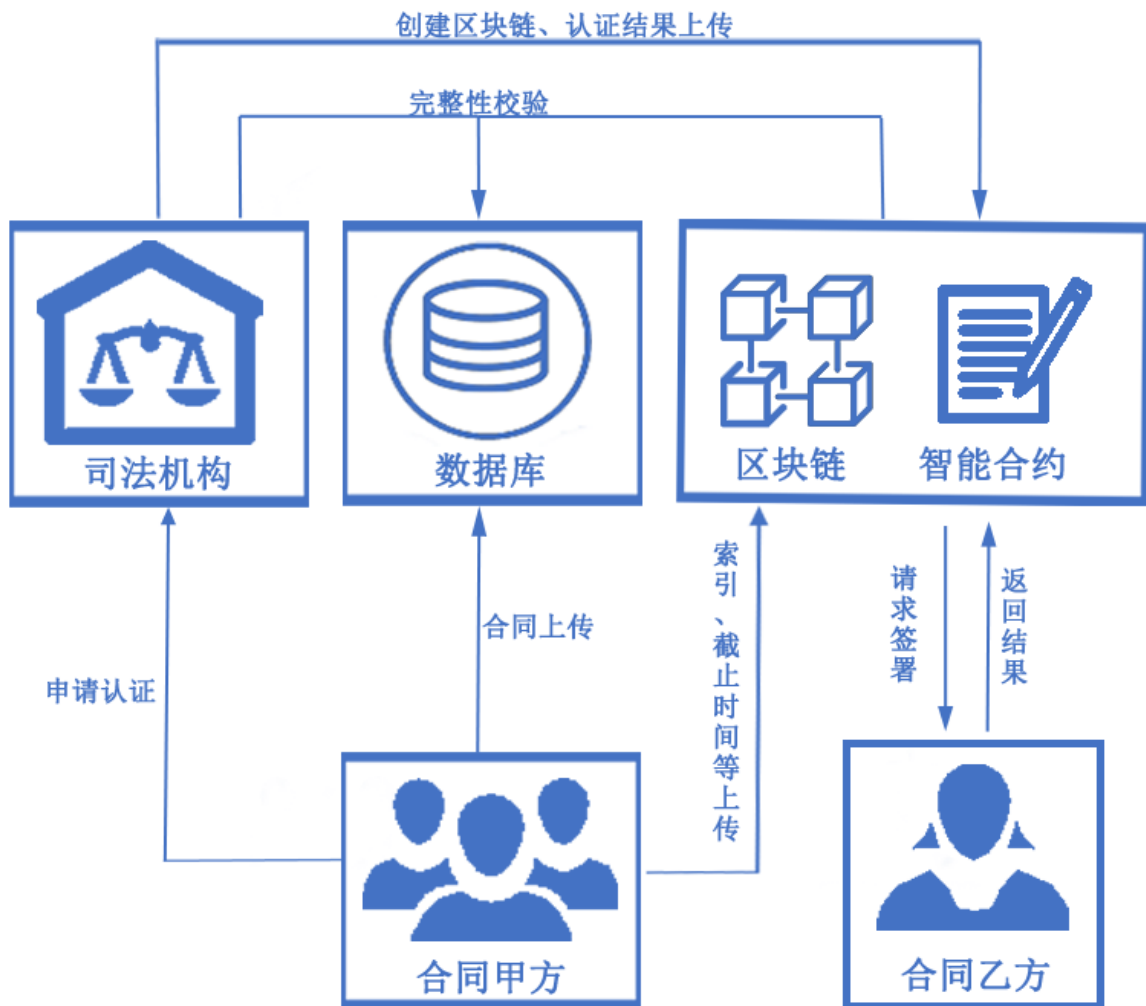 创建区块链、认证结果上传
完整性校验
司法机构
数据库
区块链
智能合约
申请认证
合同上传
索引、截止时间等上传
请求签署
返回结果
合同甲方
合同乙方